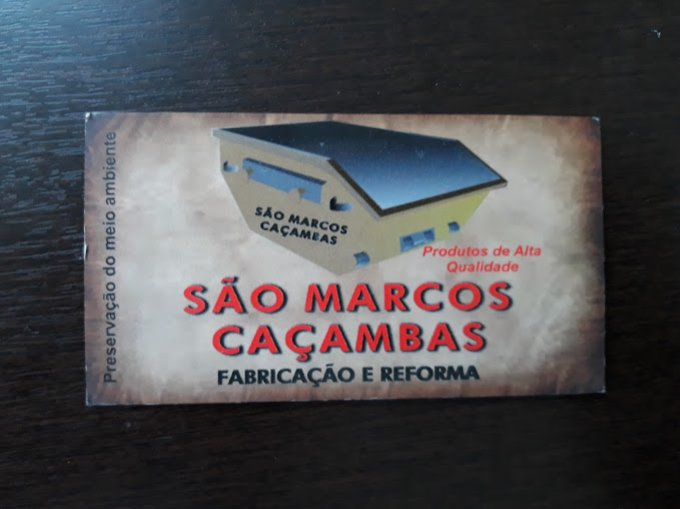 Preservação do meio ambiente
SÃO MARCOS
CAÇAMBAS
Produtos de Alta
Qualidade
SÃO MARCOS
CAÇAMBAS
FABRICAÇÃO E REFORMA